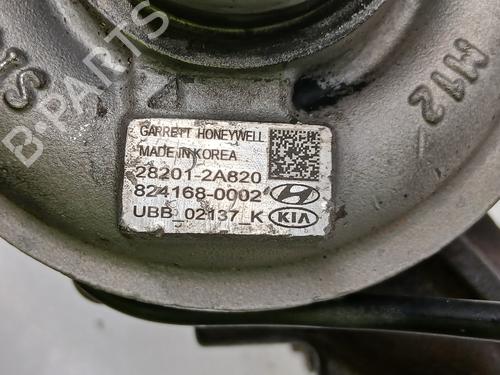 B-PARTS
M12
GARRETT HONEYWELL
MADE IN KOREA
28201-2A820
824168-0002
UBB_02137_K
KIA